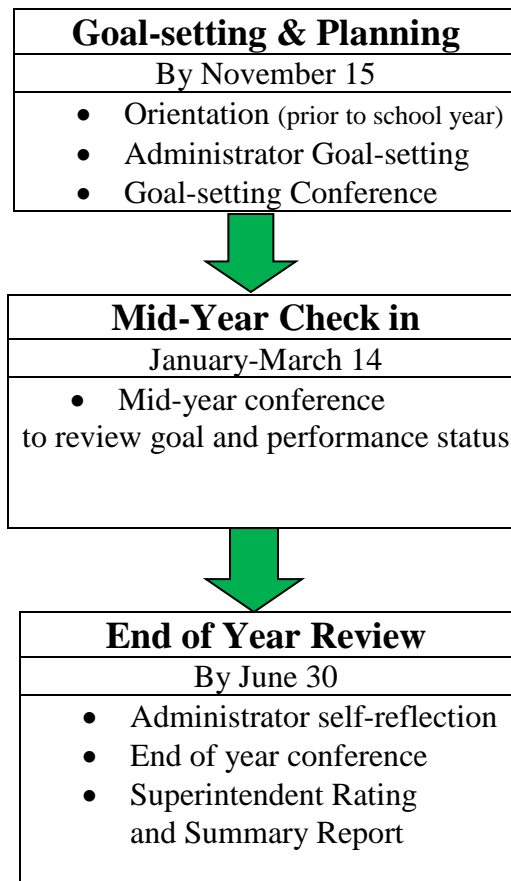 Goal-setting & Planning
By November 15
• Orientation (prior to school year)
• Administrator Goal-setting
• Goal-setting Conference
Mid-Year Check in
January-March 14
• Mid-year conference
to review goal and performance status
End of Year Review
By June 30
• Administrator self-reflection
• End of year conference
• Superintendent Rating
and Summary Report